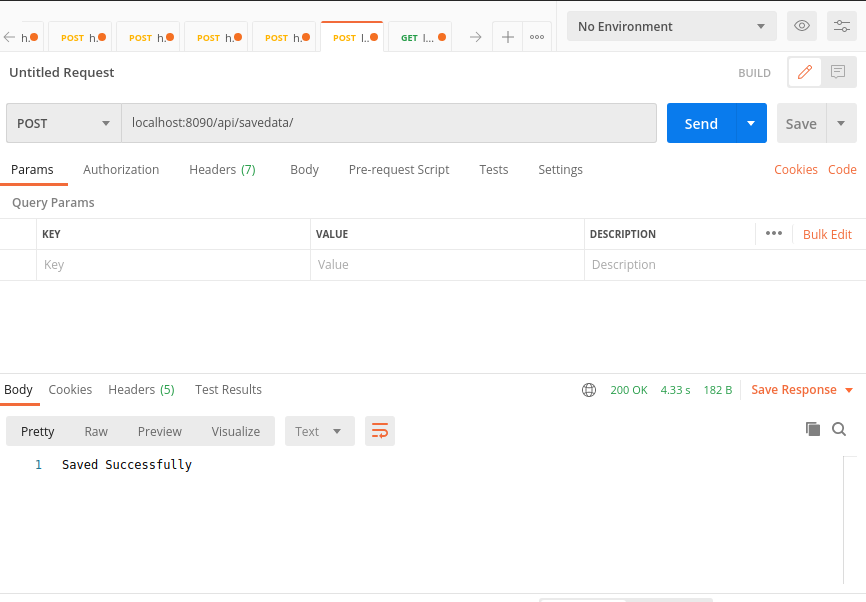 h. POST h. POST h. POST h. POST h. POST l.. GET l... No Environment
Untitled Request BUILD
POST localhost:8090/api/savedata/ Send Save
Params Authorization Headers (7) Body Pre-request Script Tests Settings Cookies Code
Query Params
KEY VALUE DESCRIPTION ••• Bulk Edit
Key Value Description
Body Cookies Headers (5) Test Results 200 OK 4.33 s 182 B Save Response
Pretty Raw Preview Visualize Text
1 Saved Successfully